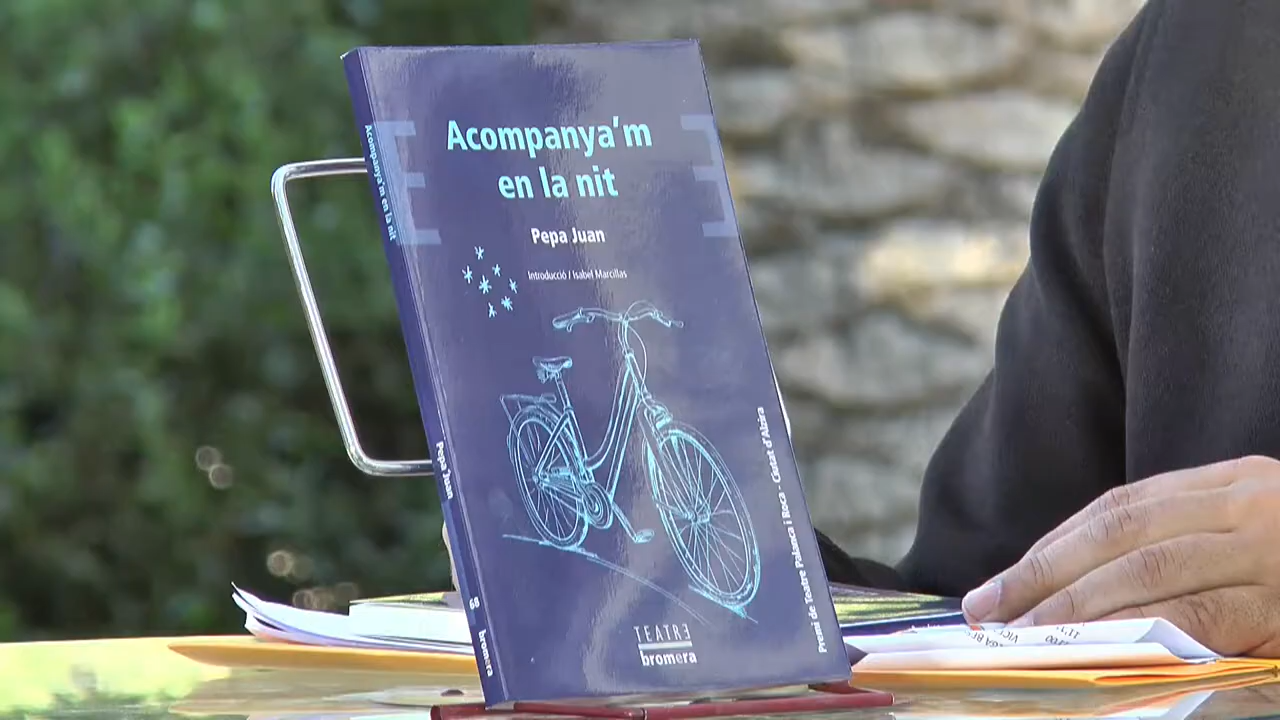 Acompanya'm
en la nit
Pepa Juan
Introducció / Isabel Marcillas
Premi de Teatre Palanca i Roca - Ciutat d'Alzira
TEATRE
bromera
Acompanya'm en la nit
Pepa Juan
68
bromera